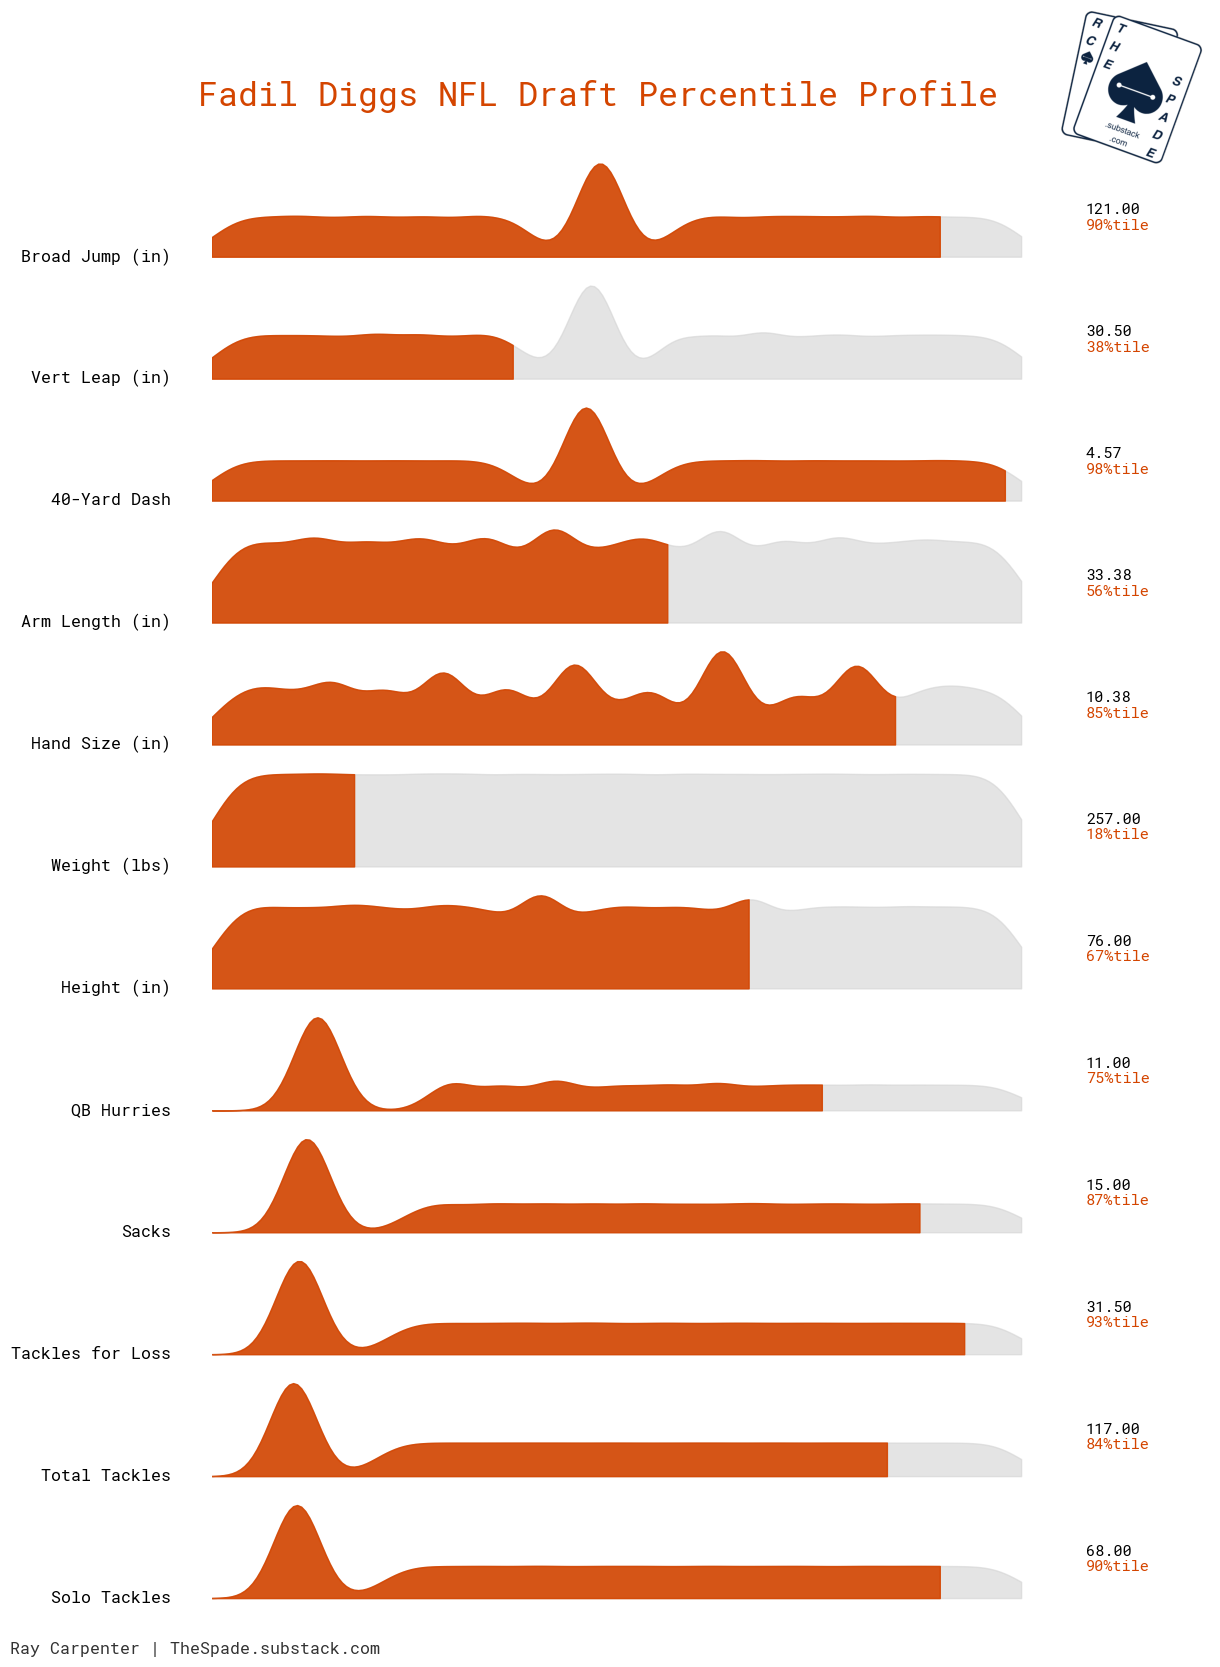 R
C
THE
SPADE
.substack
.com
Fadil Diggs NFL Draft Percentile Profile
Broad Jump (in)
121.00
90%tile
Vert Leap (in)
30.50
38%tile
40-Yard Dash
4.57
98%tile
Arm Length (in)
33.38
56%tile
Hand Size (in)
10.38
85%tile
Weight (lbs)
257.00
18%tile
Height (in)
76.00
67%tile
QB Hurries
11.00
75%tile
Sacks
15.00
87%tile
Tackles for Loss
31.50
93%tile
Total Tackles
117.00
84%tile
Solo Tackles
68.00
90%tile
Ray Carpenter | TheSpade.substack.com